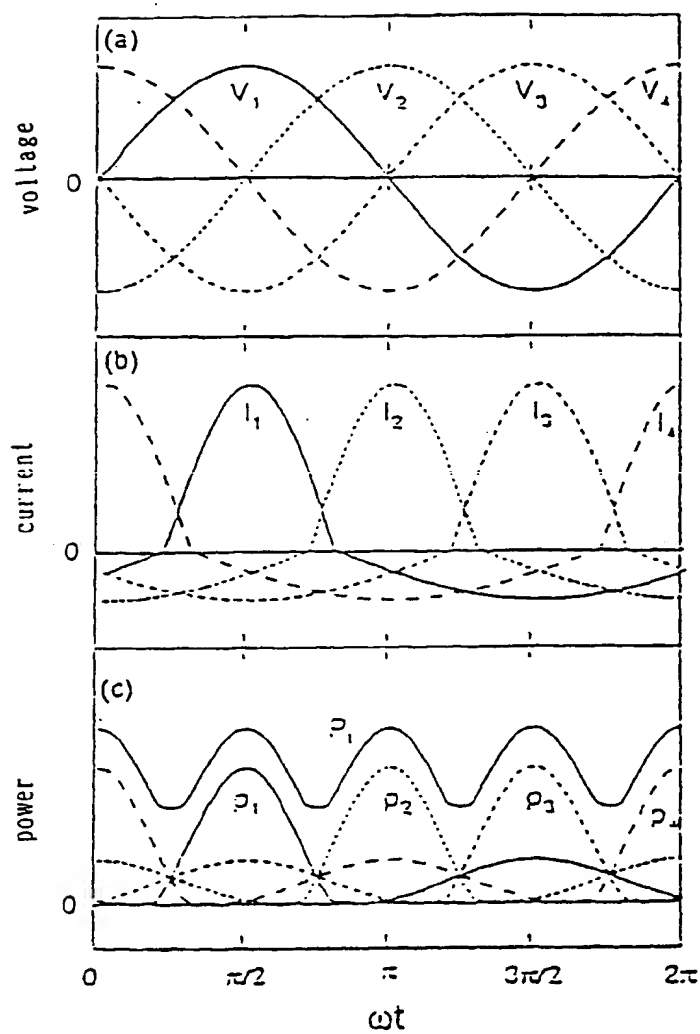 (a)
V₁ V₂ V₃ V₄
voltage
0
(b)
I₁ I₂ I₃ I₄
current
0
(c)
P₁
P₁ P₂ P₃ P₄
power
0
0 π/2 π 3π/2 2π
ωt